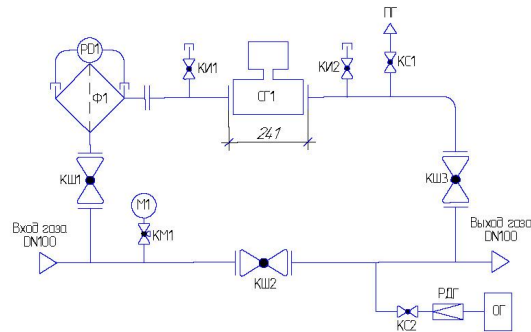 ПГ
PD1
КИ1
КИ2
КС1
Ф1
СГ1
241
КШ1
КШ3
М1
КМ1
Вход газа
DN100
Выход газа
DN100
КШ2
КС2
РДГ
ОГ